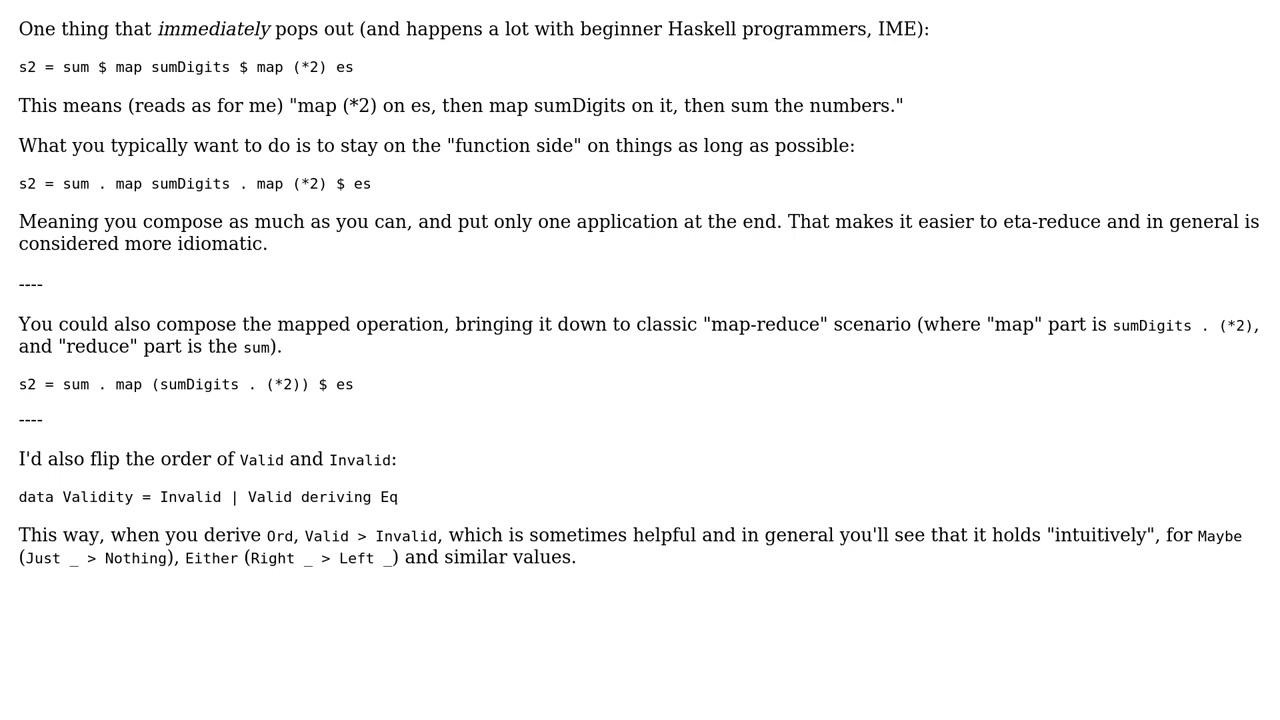 One thing that immediately pops out (and happens a lot with beginner Haskell programmers, IME):
s2 = sum $ map sumDigits $ map (*2) es
This means (reads as for me) "map (*2) on es, then map sumDigits on it, then sum the numbers."
What you typically want to do is to stay on the "function side" on things as long as possible:
s2 = sum . map sumDigits . map (*2) $ es
Meaning you compose as much as you can, and put only one application at the end. That makes it easier to eta-reduce and in general is
considered more idiomatic.
----
You could also compose the mapped operation, bringing it down to classic "map-reduce" scenario (where "map" part is sumDigits . (*2),
and "reduce" part is the sum).
s2 = sum . map (sumDigits . (*2)) $ es
----
I'd also flip the order of Valid and Invalid:
data Validity = Invalid | Valid deriving Eq
This way, when you derive Ord, Valid > Invalid, which is sometimes helpful and in general you'll see that it holds "intuitively", for Maybe
(Just _ > Nothing), Either (Right _ > Left _) and similar values.